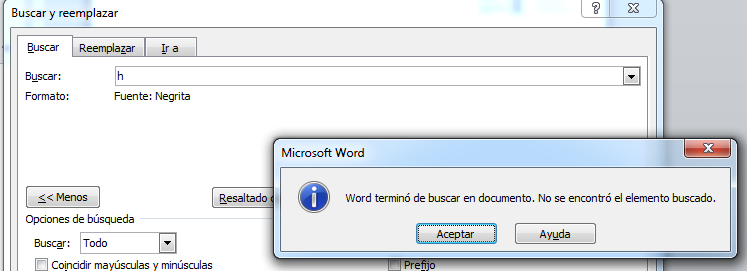 Buscar y reemplazar
Buscar Reemplazar Ir a
Buscar: h
Formato: Fuente: Negrita
Microsoft Word
<< Menos Resaltado
Word terminó de buscar en documento. No se encontró el elemento buscado.
Opciones de búsqueda
Aceptar Ayuda
Buscar: Todo
Coincidir mayúsculas y minúsculas Prefijo